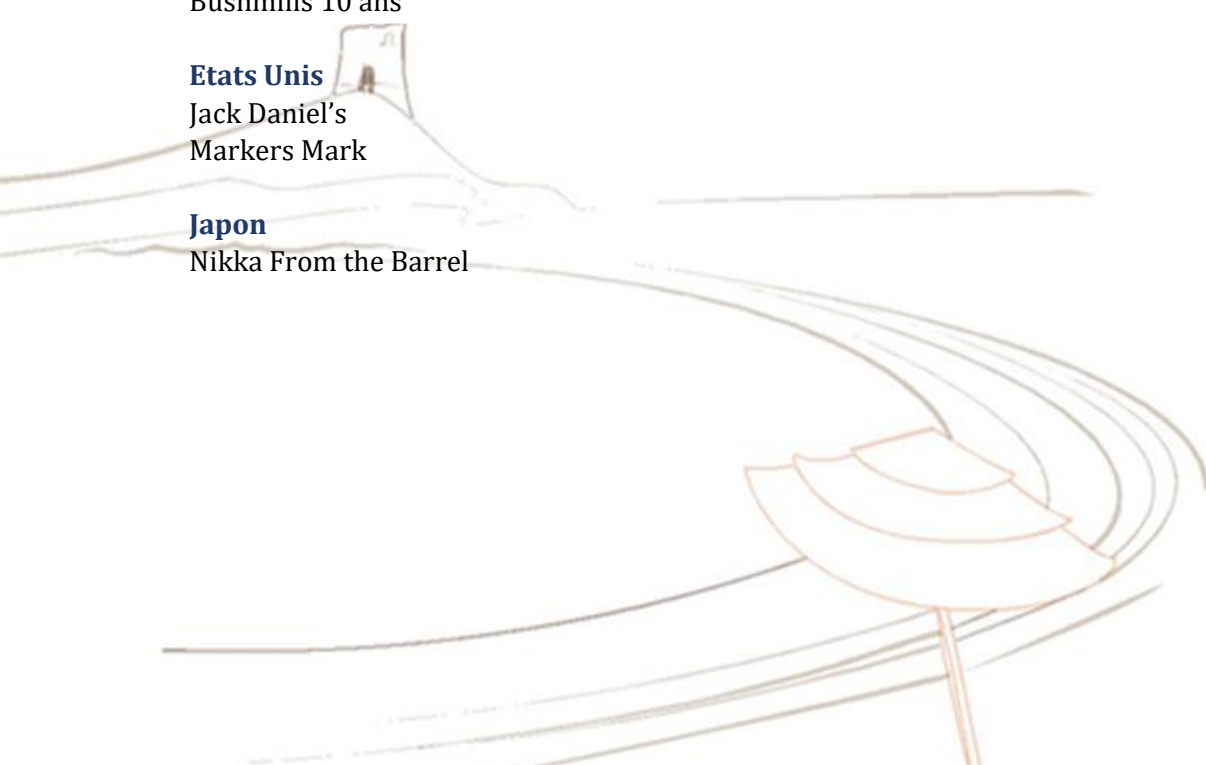 Bushmills 10 ans
Etats Unis
Jack Daniel’s
Markers Mark
Japon
Nikka From the Barrel